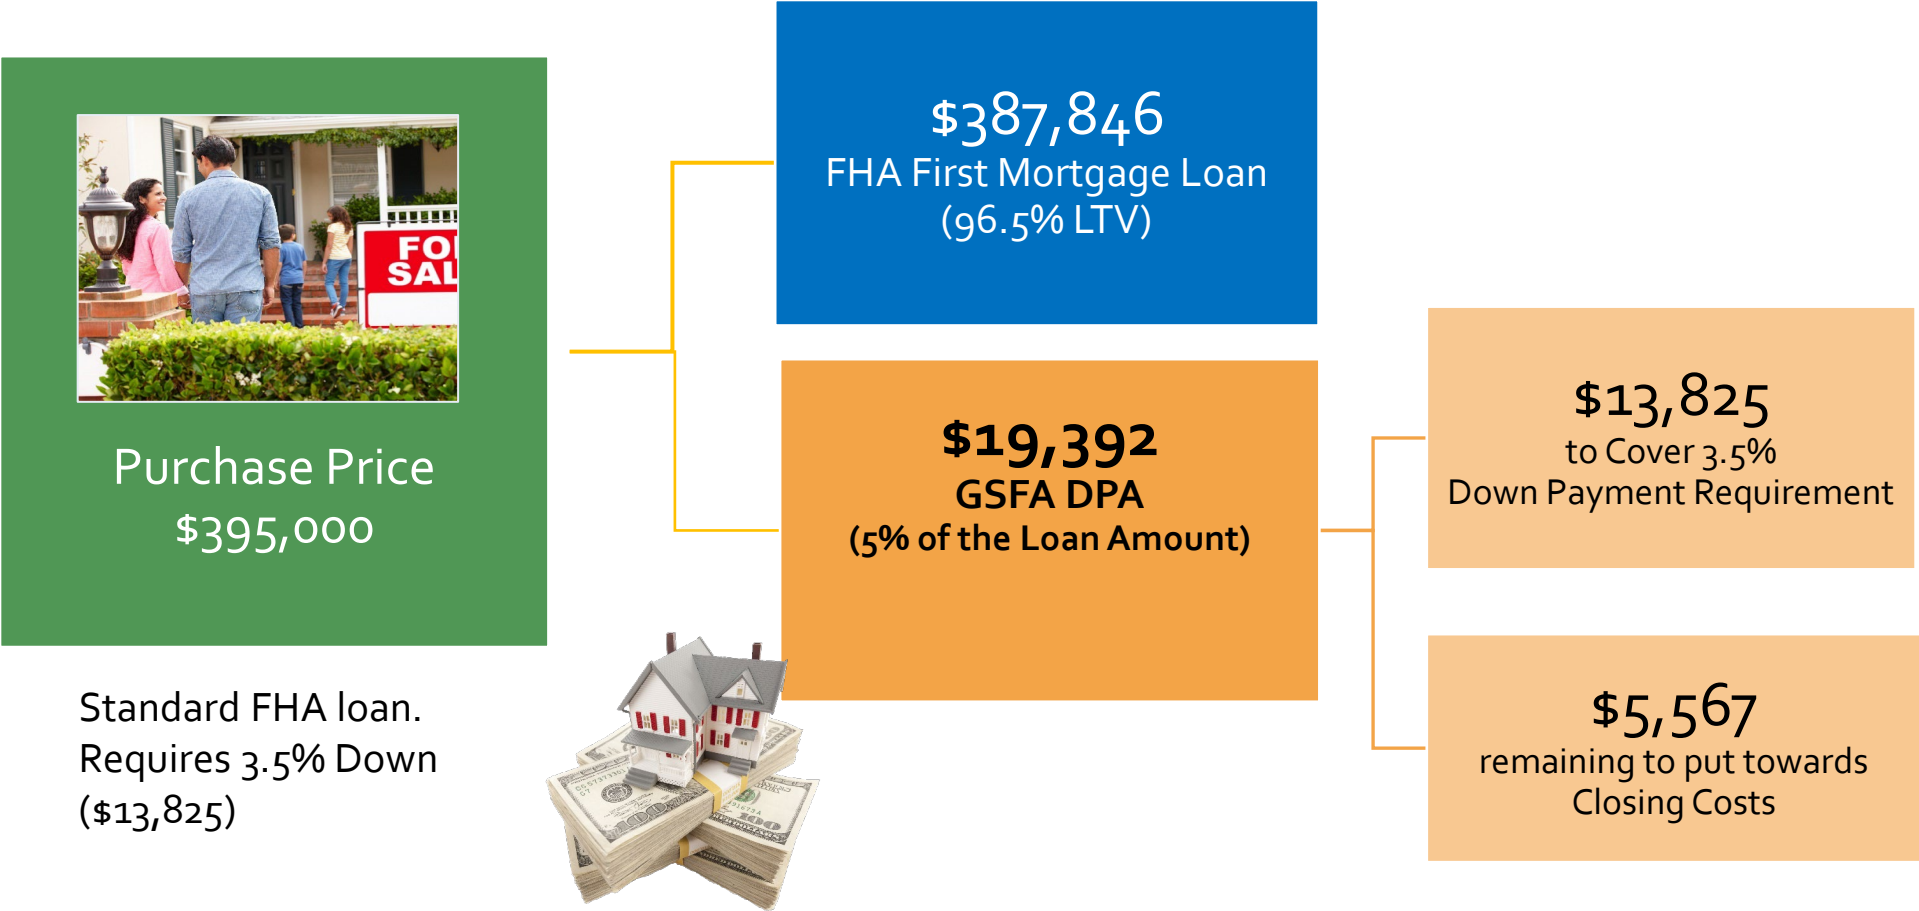 FO
SAL
Purchase Price
$395,000
Standard FHA loan.
Requires 3.5% Down
($13,825)
$387,846
FHA First Mortgage Loan
(96.5% LTV)
$19,392
GSFA DPA
(5% of the Loan Amount)
$13,825
to Cover 3.5%
Down Payment Requirement
$5,567
remaining to put towards
Closing Costs
100
100